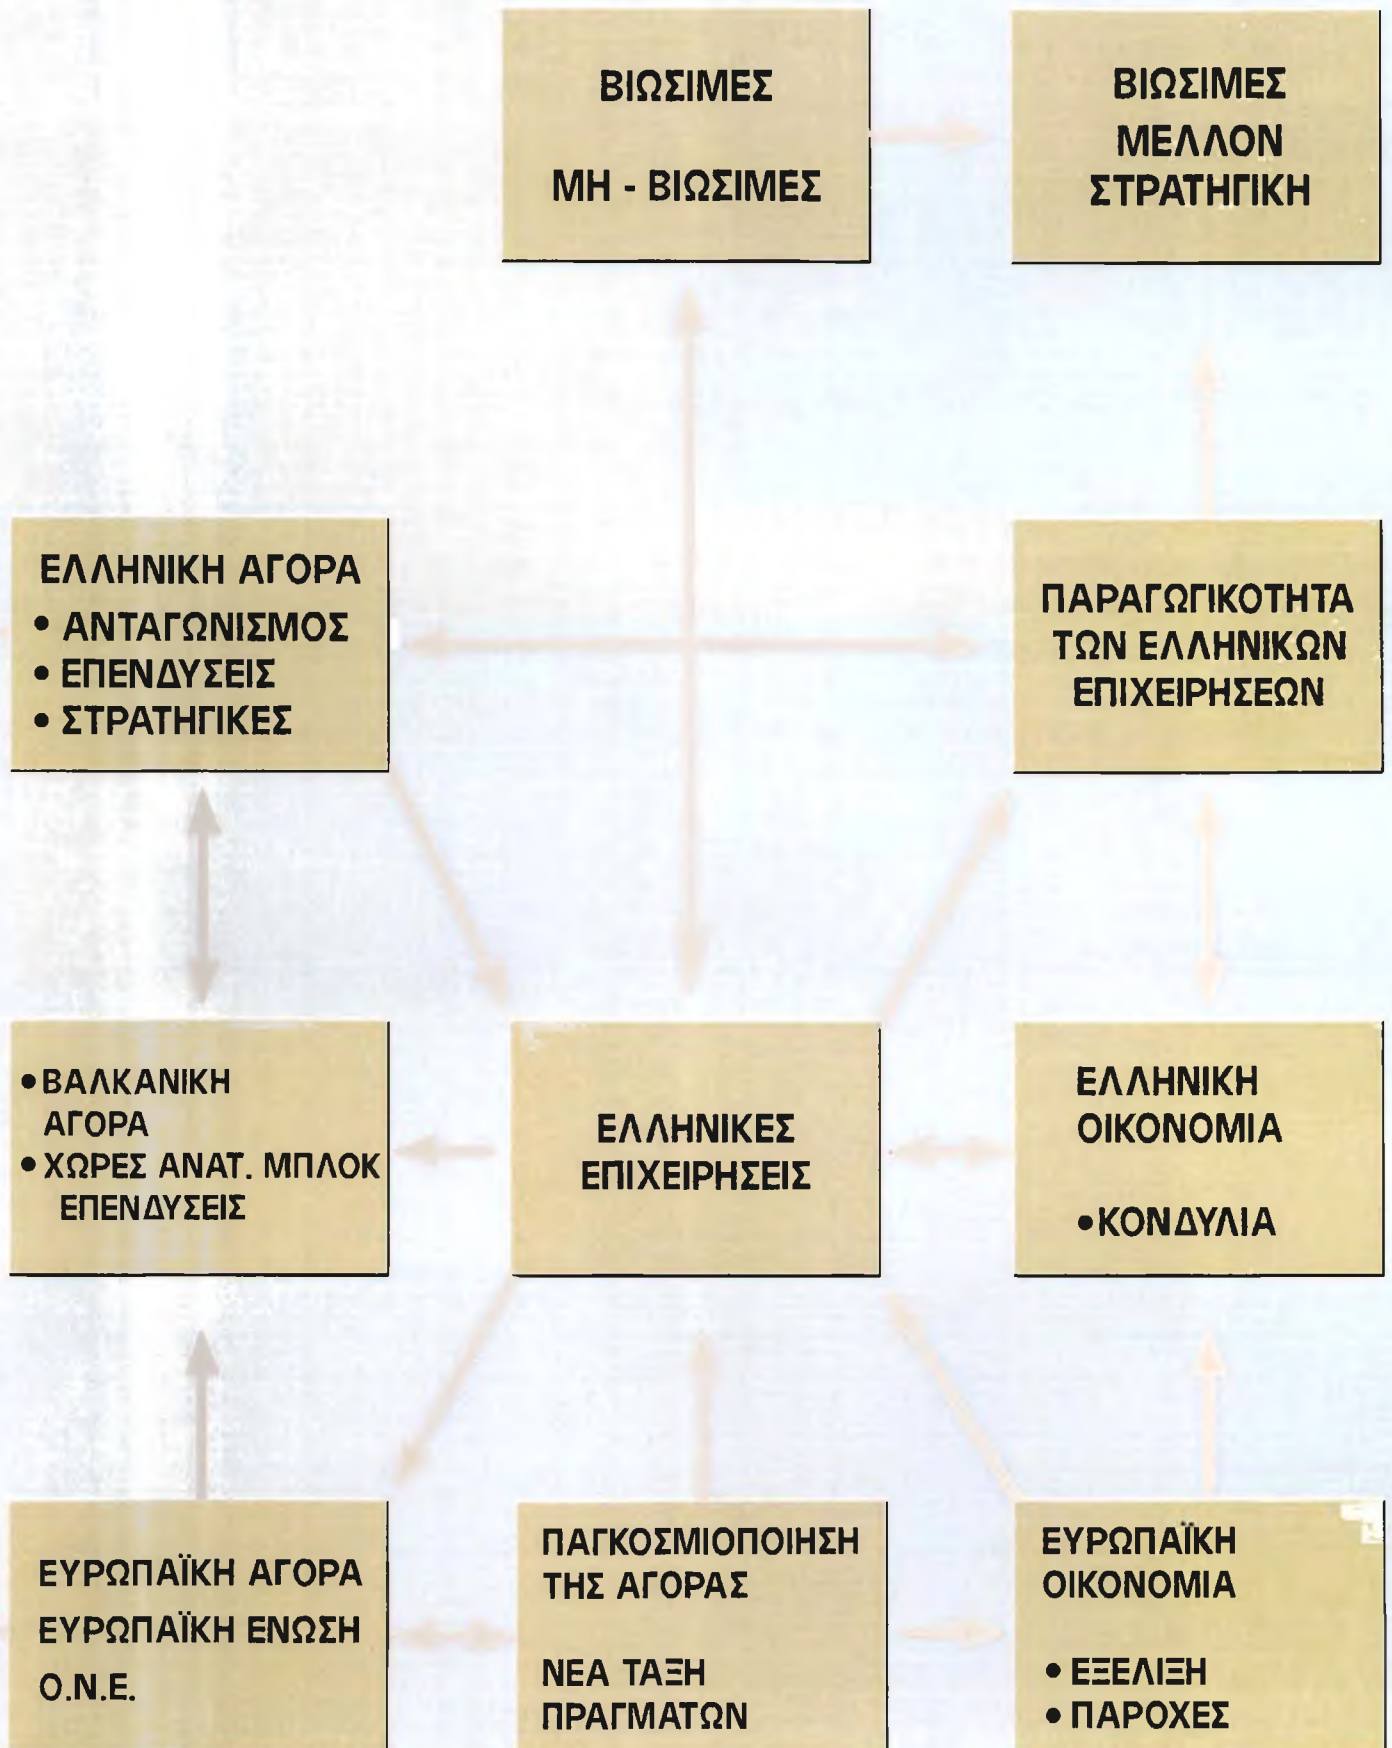 ΒΙΩΣΙΜΕΣ
ΜΗ - ΒΙΩΣΙΜΕΣ
ΒΙΩΣΙΜΕΣ
ΜΕΛΛΟΝ
ΣΤΡΑΤΗΓΙΚΗ
ΕΛΛΗΝΙΚΗ ΑΓΟΡΑ
• ΑΝΤΑΓΩΝΙΣΜΟΣ
• ΕΠΕΝΔΥΣΕΙΣ
• ΣΤΡΑΤΗΓΙΚΕΣ
ΠΑΡΑΓΩΓΙΚΟΤΗΤΑ
ΤΩΝ ΕΛΛΗΝΙΚΩΝ
ΕΠΙΧΕΙΡΗΣΕΩΝ
• ΒΑΛΚΑΝΙΚΗ
ΑΓΟΡΑ
• ΧΩΡΕΣ ΑΝΑΤ. ΜΠΛΟΚ
ΕΠΕΝΔΥΣΕΙΣ
ΕΛΛΗΝΙΚΕΣ
ΕΠΙΧΕΙΡΗΣΕΙΣ
ΕΛΛΗΝΙΚΗ
ΟΙΚΟΝΟΜΙΑ
• ΚΟΝΔΥΛΙΑ
ΕΥΡΩΠΑΪΚΗ ΑΓΟΡΑ
ΕΥΡΩΠΑΪΚΗ ΕΝΩΣΗ
Ο.Ν.Ε.
ΠΑΓΚΟΣΜΙΟΠΟΙΗΣΗ
ΤΗΣ ΑΓΟΡΑΣ
ΝΕΑ ΤΑΞΗ
ΠΡΑΓΜΑΤΩΝ
ΕΥΡΩΠΑΪΚΗ
ΟΙΚΟΝΟΜΙΑ
• ΕΞΕΛΙΞΗ
• ΠΑΡΟΧΕΣ